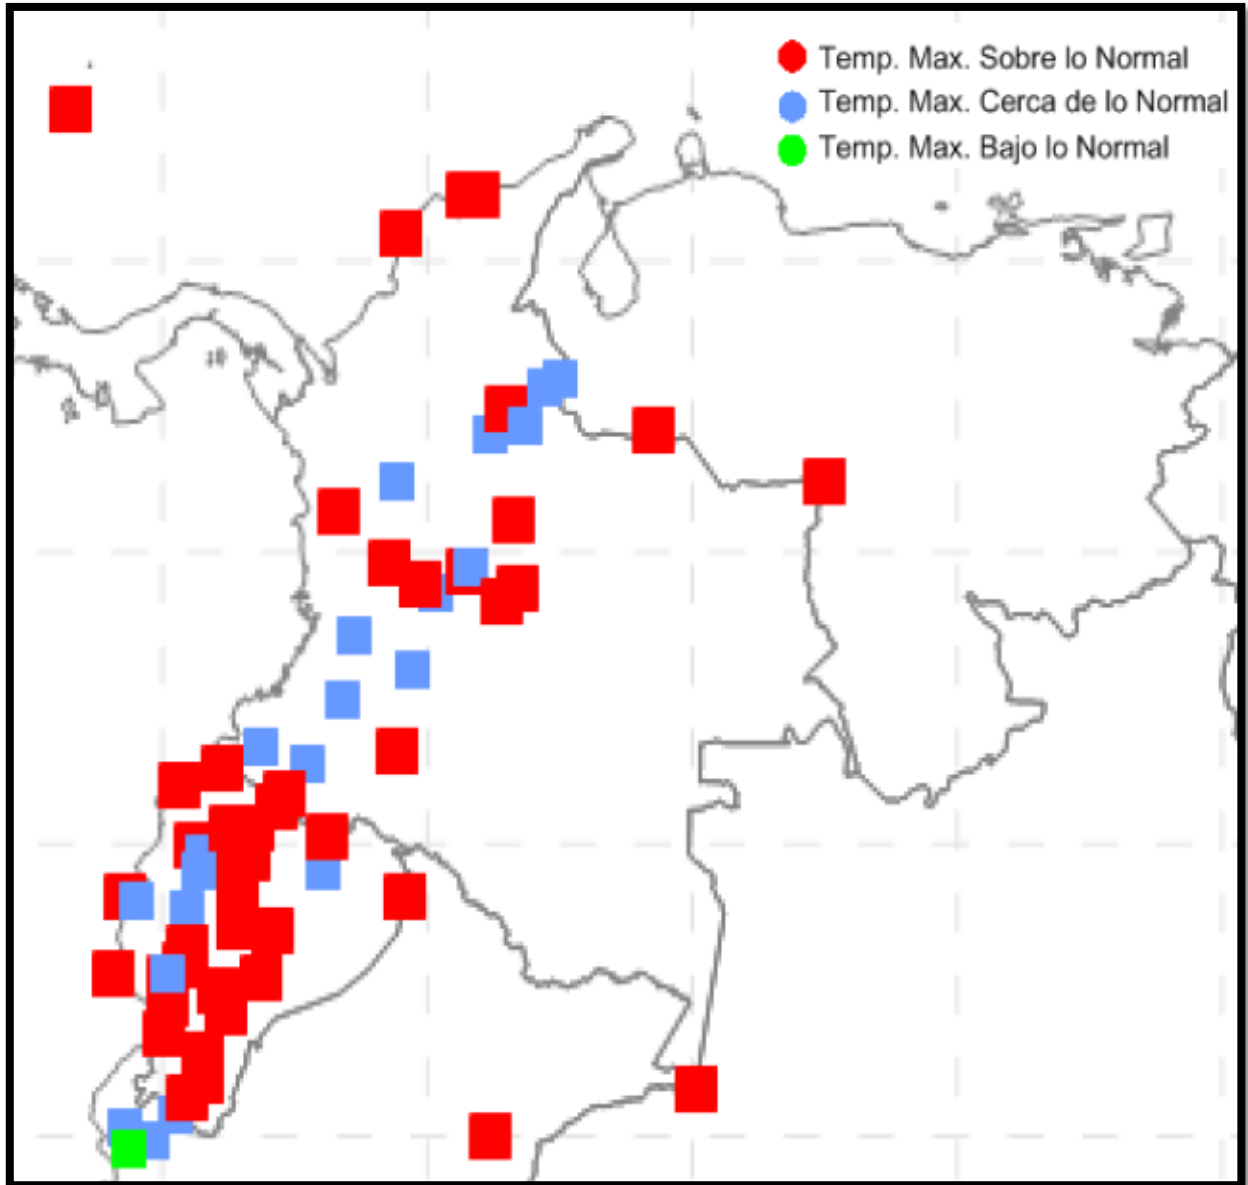 Temp. Max. Sobre lo Normal
Temp. Max. Cerca de lo Normal
Temp. Max. Bajo lo Normal